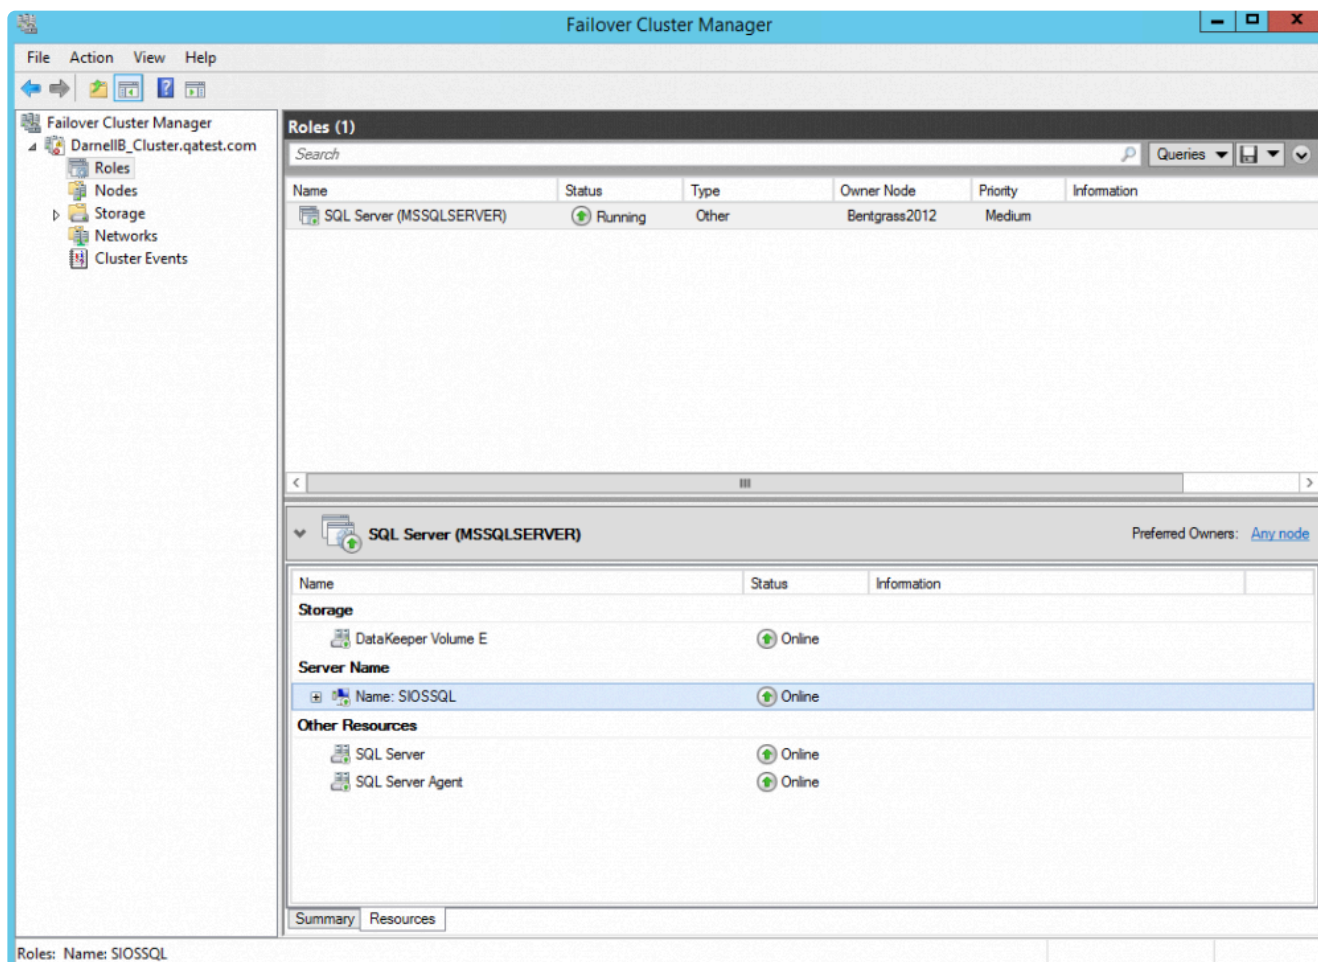 Failover Cluster Manager
File Action View Help
Failover Cluster Manager
DarnellB_Cluster.qatest.com
Roles
Nodes
Storage
Networks
Cluster Events
Roles (1)
Search
Queries
Name Status Type Owner Node Priority Information
SQL Server (MSSQLSERVER) Running Other Bentgrass2012 Medium
SQL Server (MSSQLSERVER)
Preferred Owners: Any node
Name Status Information
Storage
DataKeeper Volume E Online
Server Name
Name: SIOSSQL Online
Other Resources
SQL Server Online
SQL Server Agent Online
Summary Resources
Roles: Name: SIOSSQL